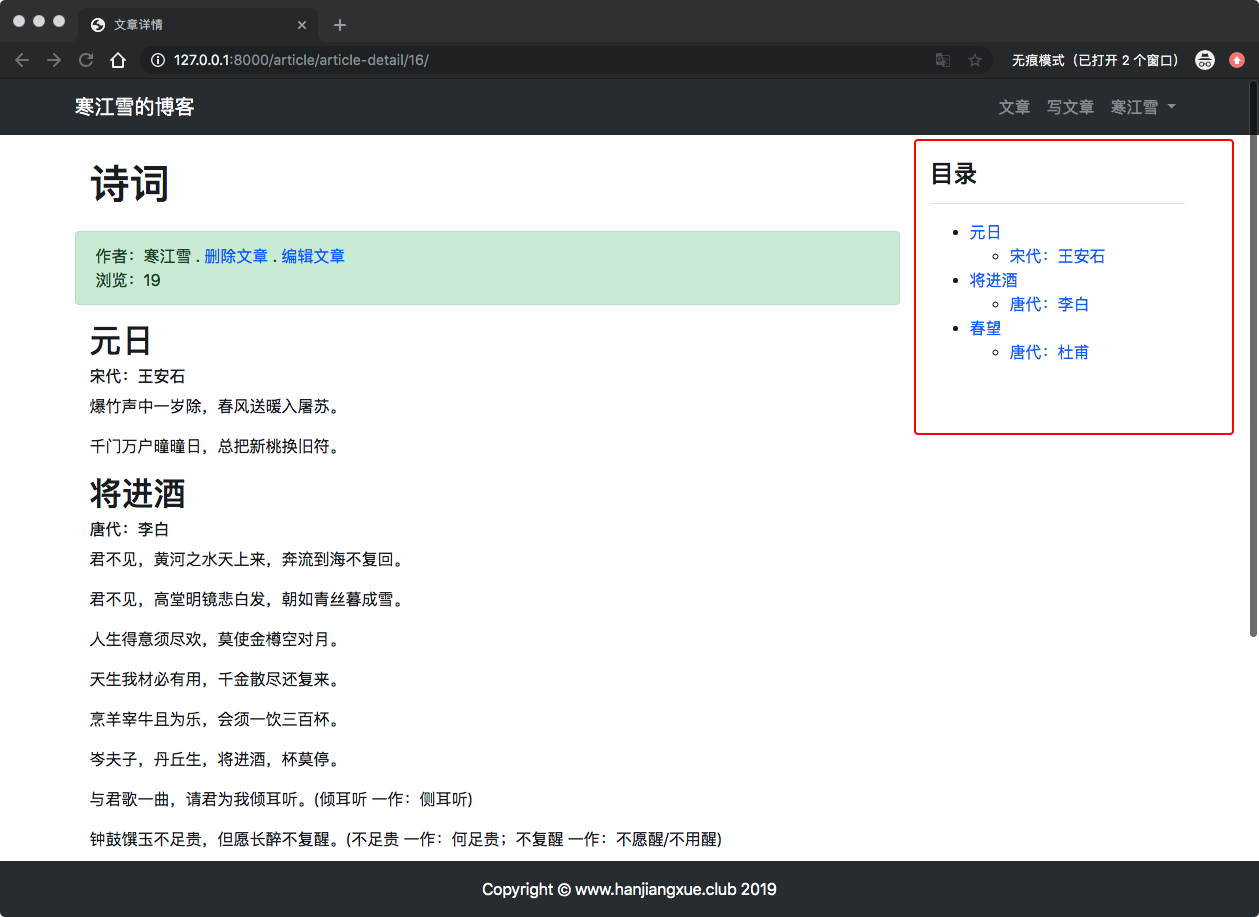 文章详情
127.0.0.1:8000/article/article-detail/16/
无痕模式（已打开 2 个窗口）
寒江雪的博客
文章 写文章 寒江雪
诗词
作者：寒江雪 . 删除文章 . 编辑文章
浏览：19
元日
宋代：王安石
爆竹声中一岁除，春风送暖入屠苏。
千门万户曈曈日，总把新桃换旧符。
将进酒
唐代：李白
君不见，黄河之水天上来，奔流到海不复回。
君不见，高堂明镜悲白发，朝如青丝暮成雪。
人生得意须尽欢，莫使金樽空对月。
天生我材必有用，千金散尽还复来。
烹羊宰牛且为乐，会须一饮三百杯。
岑夫子，丹丘生，将进酒，杯莫停。
与君歌一曲，请君为我倾耳听。(倾耳听 一作：侧耳听)
钟鼓馔玉不足贵，但愿长醉不复醒。(不足贵 一作：何足贵；不复醒 一作：不愿醒/不用醒)
目录
元日
宋代：王安石
将进酒
唐代：李白
春望
唐代：杜甫
Copyright © www.hanjiangxue.club 2019